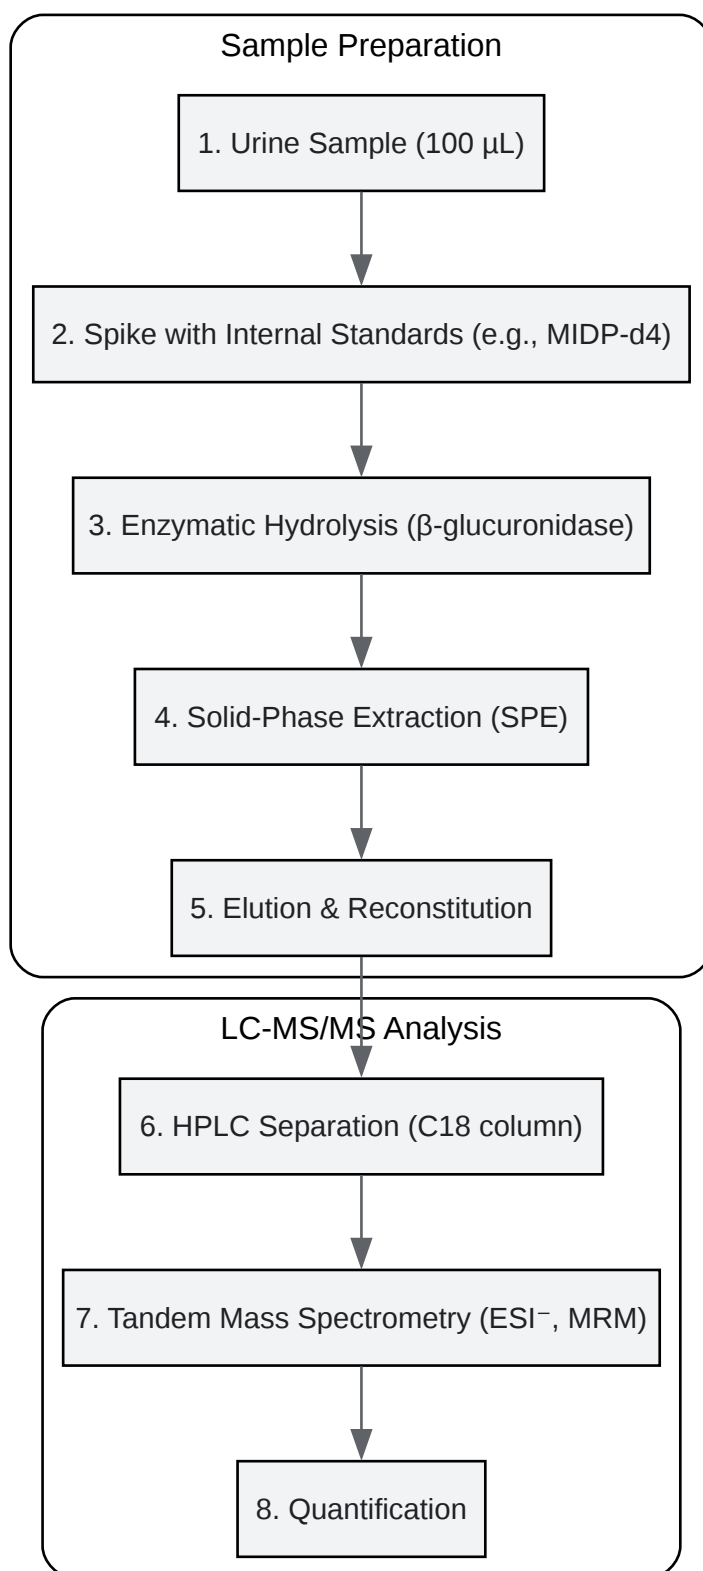 Sample Preparation
1. Urine Sample (100 µL)
2. Spike with Internal Standards (e.g., MIDP-d4)
3. Enzymatic Hydrolysis (β-glucuronidase)
4. Solid-Phase Extraction (SPE)
5. Elution & Reconstitution
LC-MS/MS Analysis
6. HPLC Separation (C18 column)
7. Tandem Mass Spectrometry (ESI⁻, MRM)
8. Quantification